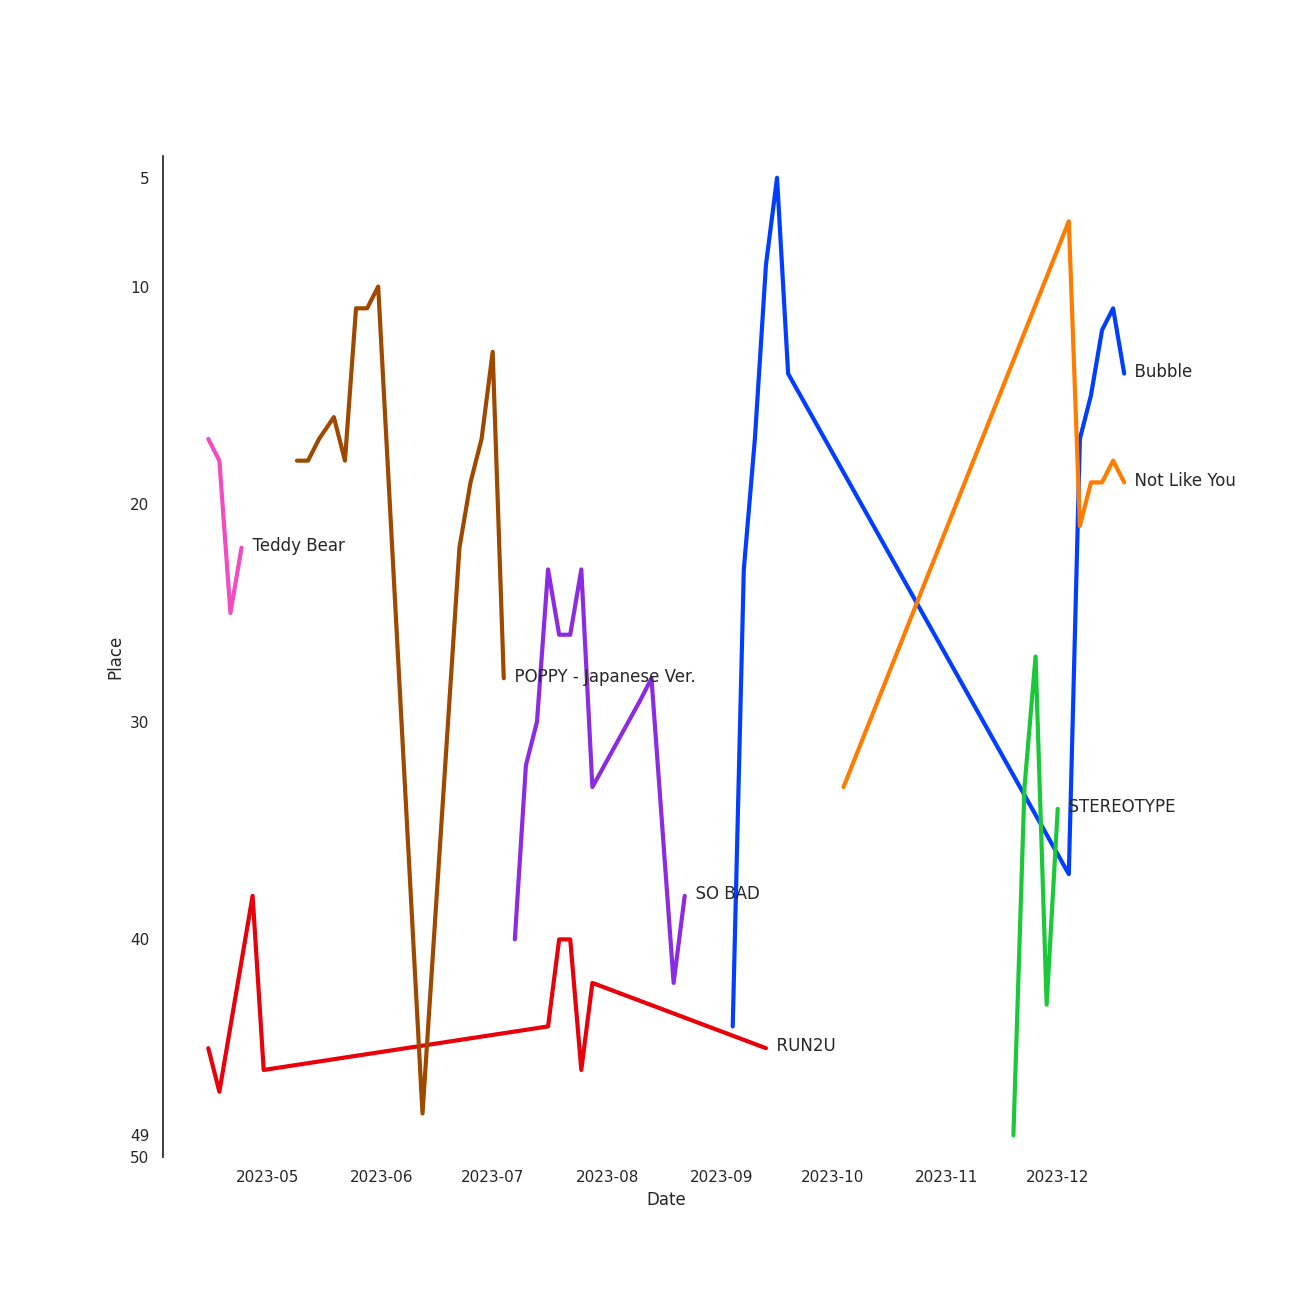 5
10
20
30
40
49
50
Place
Teddy Bear
POPPY - Japanese Ver.
SO BAD
RUN2U
Bubble
Not Like You
STEREOTYPE
2023-05 2023-06 2023-07 2023-08 2023-09 2023-10 2023-11 2023-12
Date